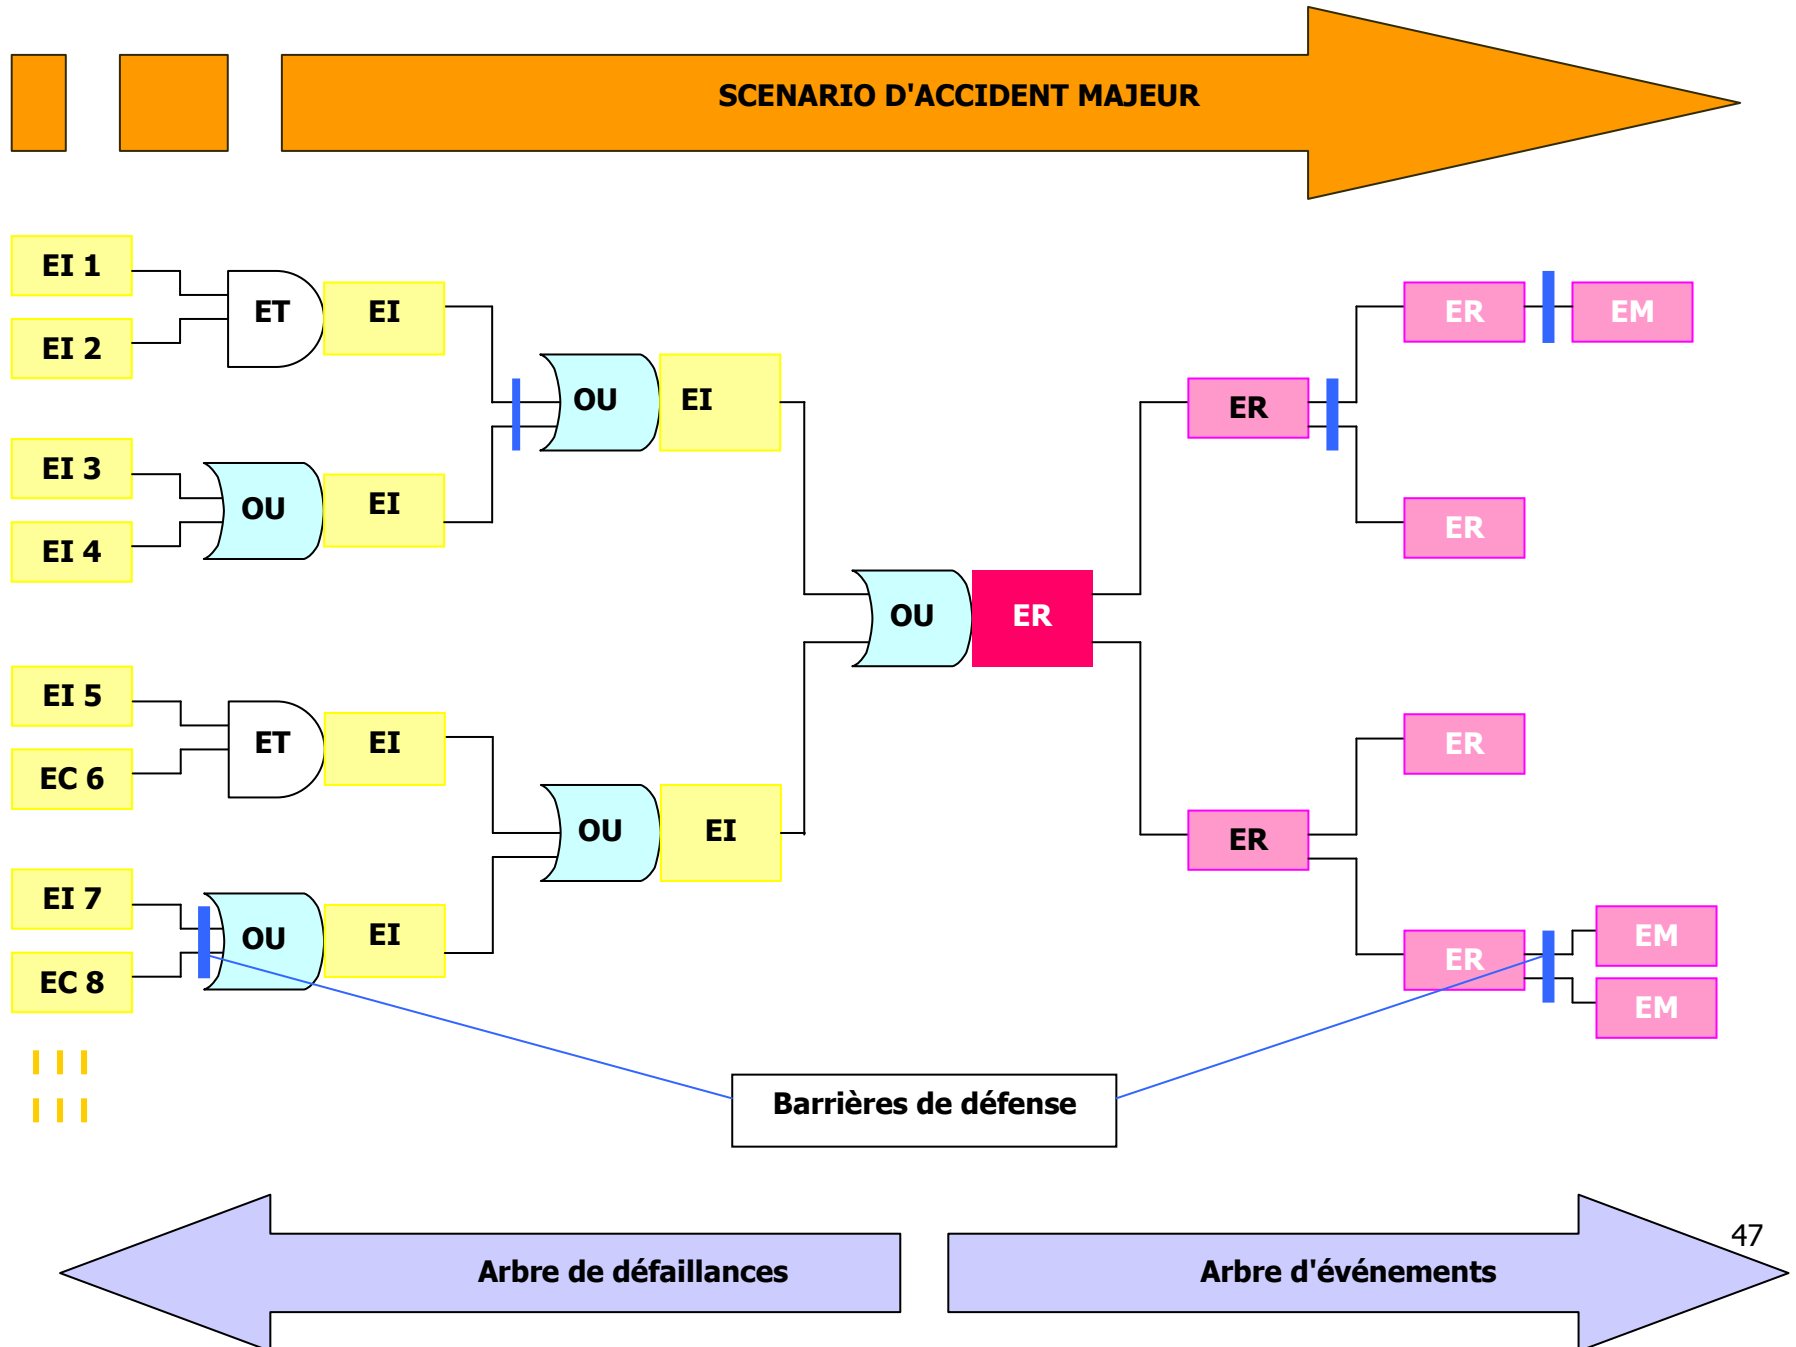 SCENARIO D'ACCIDENT MAJEUR
EI 1
EI 2
ET
EI
EI 3
EI 4
OU
EI
OU
EI
EI 5
EC 6
ET
EI
EI 7
EC 8
OU
EI
OU
EI
OU
ER
ER
ER
EM
ER
ER
ER
ER
EM
EM
Barrières de défense
Arbre de défaillances
Arbre d'événements
47